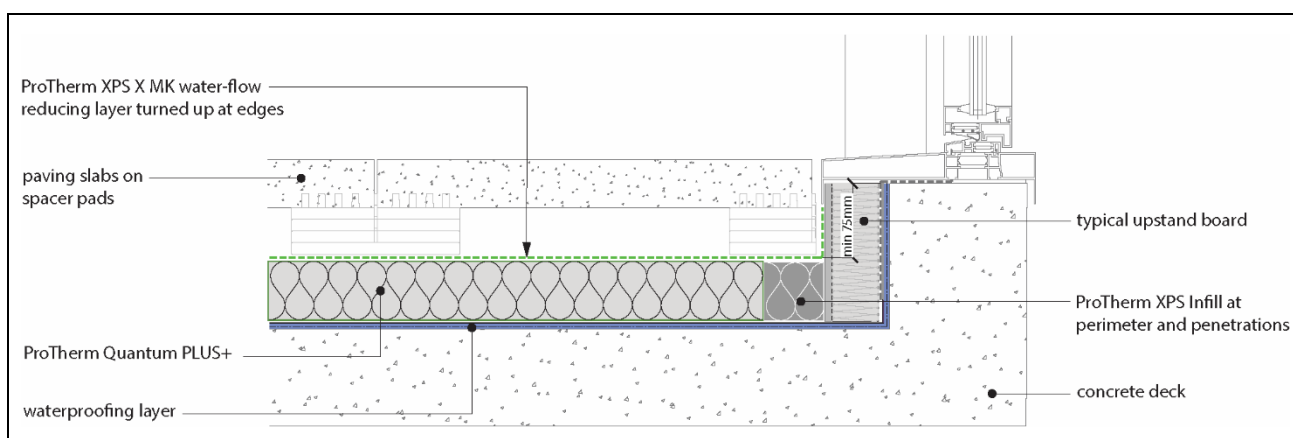 ProTherm XPS X MK water-flow
reducing layer turned up at edges
paving slabs on
spacer pads
ProTherm Quantum PLUS+
waterproofing layer
min 75mm
typical upstand board
ProTherm XPS Infill at
perimeter and penetrations
concrete deck